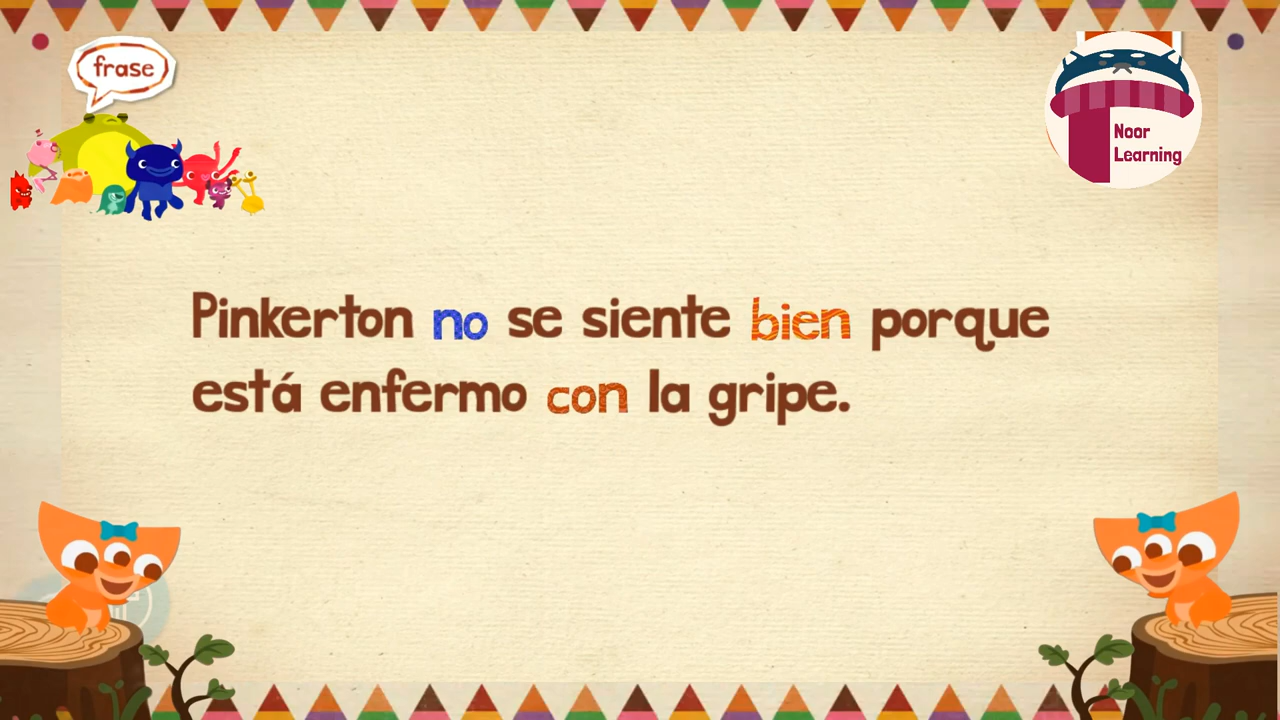 frase
Noor
Learning
Pinkerton no se siente bien porque
está enfermo con la gripe.